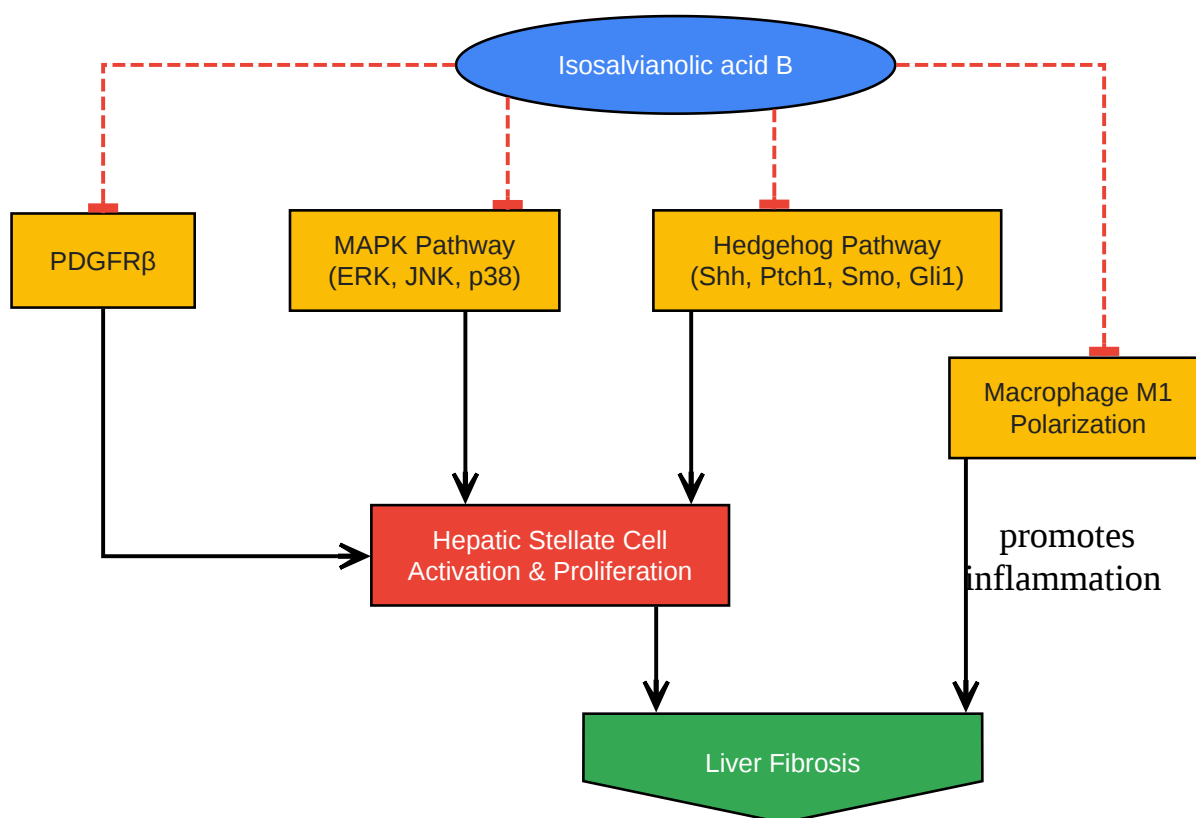 Isosalvianolic acid B
PDGFRβ
MAPK Pathway
(ERK, JNK, p38)
Hedgehog Pathway
(Shh, Ptch1, Smo, Gli1)
Macrophage M1
Polarization
Hepatic Stellate Cell
Activation & Proliferation
promotes
inflammation
Liver Fibrosis